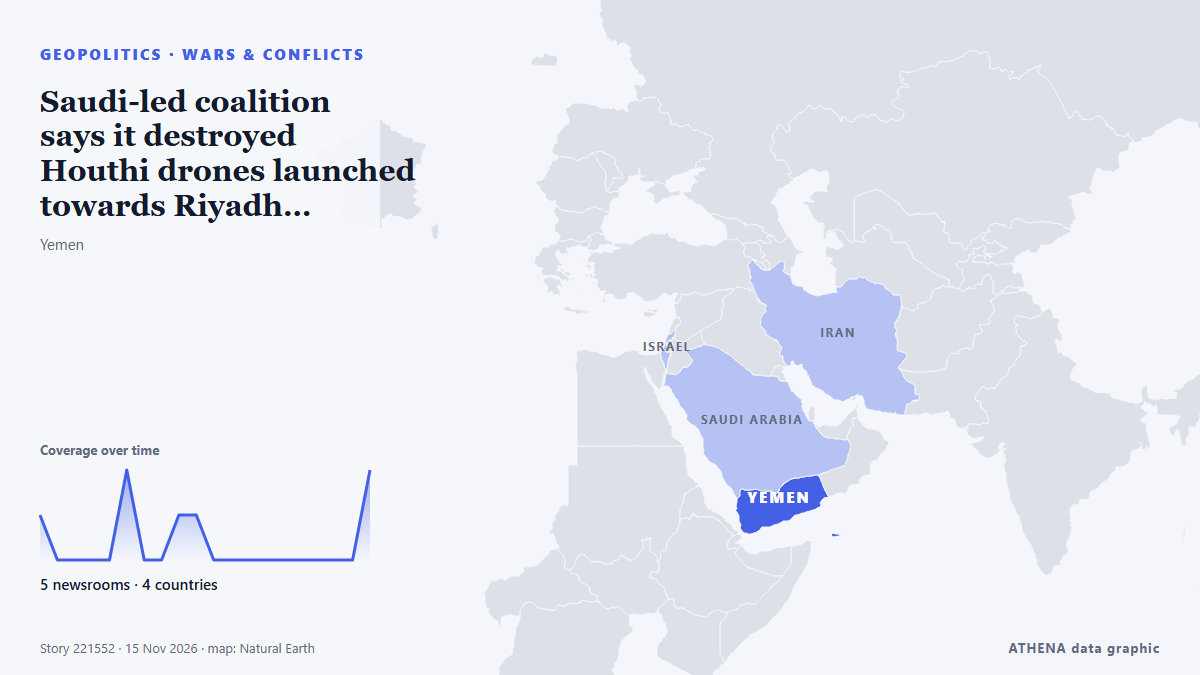 GEOPOLITICS · WARS & CONFLICTS
Saudi-led coalition
says it destroyed
Houthi drones launched
towards Riyadh...
Yemen
IRAN
ISRAEL
SAUDI ARABIA
YEMEN
Coverage over time
5 newsrooms · 4 countries
Story 221552 · 15 Nov 2026 · map: Natural Earth
ATHENA data graphic